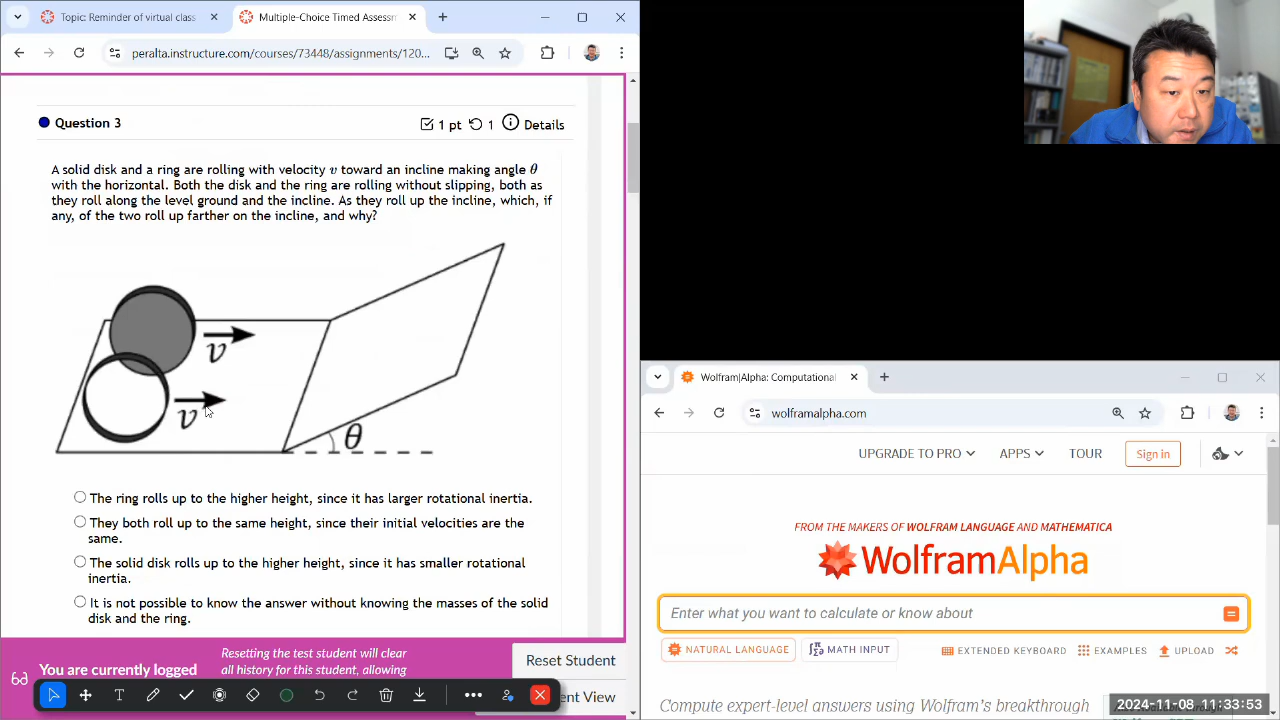 Topic: Reminder of virtual class
Multiple-Choice Timed Assessm
peralta.instructure.com/courses/73448/assignments/120...
Question 3
1 pt
1
Details
A solid disk and a ring are rolling with velocity v toward an incline making angle θ
with the horizontal. Both the disk and the ring are rolling without slipping, both as
they roll along the level ground and the incline. As they roll up the incline, which, if
any, of the two roll up farther on the incline, and why?
v
v
θ
The ring rolls up to the higher height, since it has larger rotational inertia.
They both roll up to the same height, since their initial velocities are the
same.
The solid disk rolls up to the higher height, since it has smaller rotational
inertia.
It is not possible to know the answer without knowing the masses of the solid
disk and the ring.
You are currently logged
Resetting the test student will clear
all history for this student, allowing
Reset Student
ent View
Wolfram|Alpha: Computational
wolframalpha.com
UPGRADE TO PRO
APPS
TOUR
Sign in
FROM THE MAKERS OF WOLFRAM LANGUAGE AND MATHEMATICA
WolframAlpha
Enter what you want to calculate or know about
NATURAL LANGUAGE
MATH INPUT
EXTENDED KEYBOARD
EXAMPLES
UPLOAD
Compute expert-level answers using Wolfram's breakthrough
2024-11-08 11:33:53